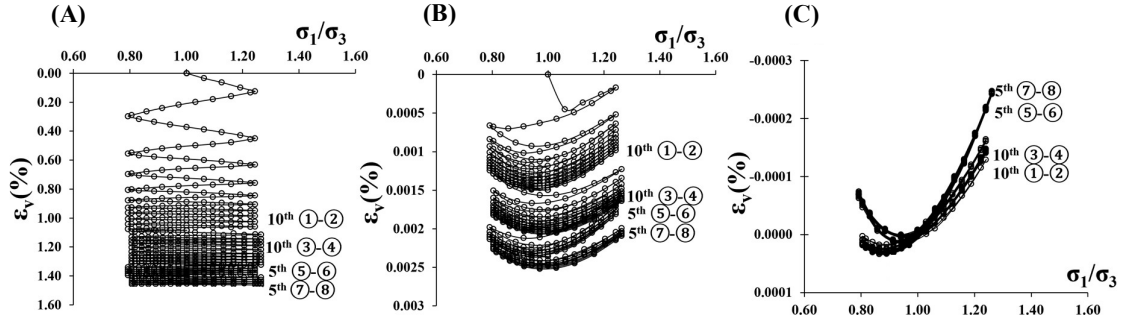 (A)
σ1/σ3
0.60 0.80 1.00 1.20 1.40 1.60
0.00
0.20
0.40
0.60
0.80
1.00
1.20
1.40
1.60
εv(%)
10th ①-②
10th ③-④
5th ⑤-⑥
5th ⑦-⑧
(B)
σ1/σ3
0.60 0.80 1.00 1.20 1.40 1.60
0
0.0005
0.001
0.0015
0.002
0.0025
0.003
εv(%)
10th ①-②
10th ③-④
5th ⑤-⑥
5th ⑦-⑧
(C)
-0.0003
-0.0002
-0.0001
0.0000
0.0001
εv(%)
5th ⑦-⑧
5th ⑤-⑥
10th ③-④
10th ①-②
σ1/σ3
0.60 0.80 1.00 1.20 1.40 1.60